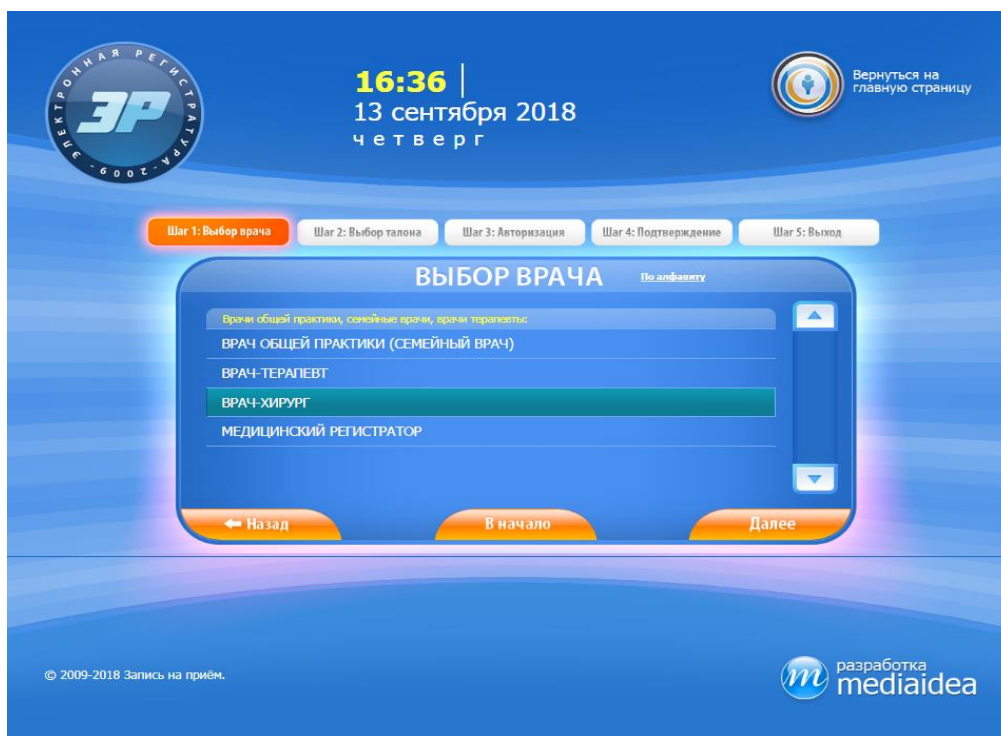 ЭЛЕКТРОННАЯ РЕГИСТРАТУРА
ЭР
-2009-
16:36
13 сентября 2018
четверг
Вернуться на
главную страницу
Шаг 1: Выбор врача
Шаг 2: Выбор талона
Шаг 3: Авторизация
Шаг 4: Подтверждение
Шаг 5: Выход
ВЫБОР ВРАЧА
По алфавиту
Врачи общей практики, семейные врачи, врачи терапевты:
ВРАЧ ОБЩЕЙ ПРАКТИКИ (СЕМЕЙНЫЙ ВРАЧ)
ВРАЧ-ТЕРАПЕВТ
ВРАЧ-ХИРУРГ
МЕДИЦИНСКИЙ РЕГИСТРАТОР
Назад
В начало
Далее
© 2009-2018 Запись на приём.
m
разработка
mediaidea